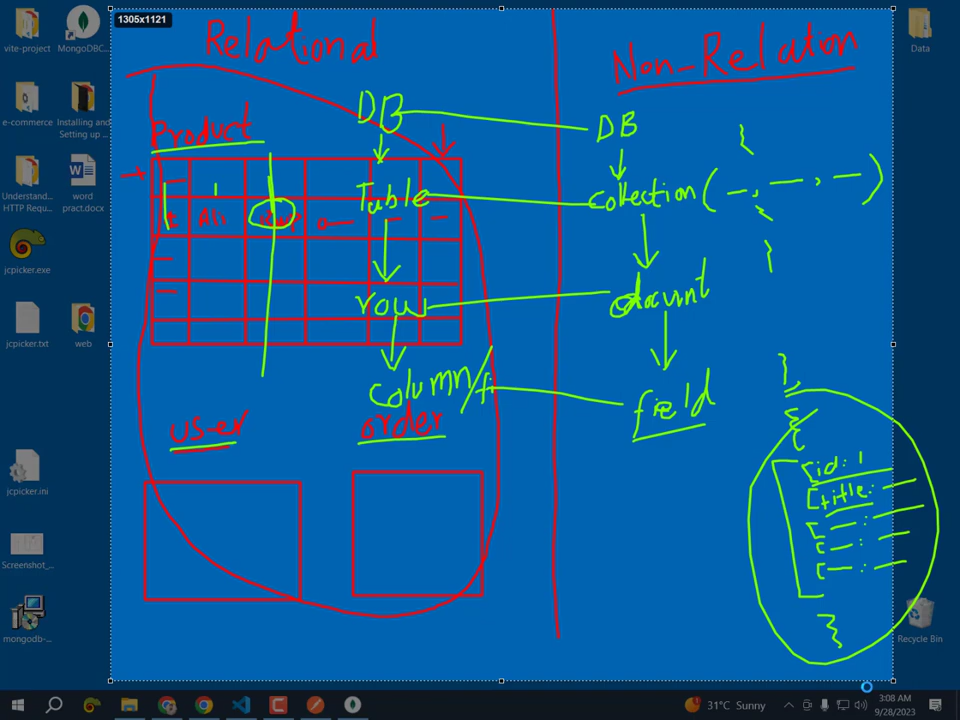 1305x1121
vite-project
MongoDBC...
e-commerce
Installing and
Setting up ...
Understan...
HTTP Requ...
word
pract.docx
jcpicker.exe
jcpicker.txt
web
jcpicker.ini
Screenshot_...
mongodb-...
Data
Recycle Bin
Relational
Product
Ali
DB
Table
row
Column/fi
user
order
Non-Relation
DB
Collection ( —, —, — )
field
{
id: 1
title:
}
31°C Sunny
3:08 AM
9/28/2023